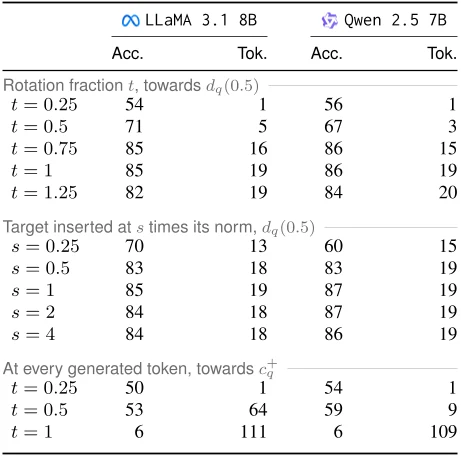 LLaMA 3.1 8B Qwen 2.5 7B
Acc. Tok. Acc. Tok.
Rotation fraction t, towards d_q(0.5)
t = 0.25 54 1 56 1
t = 0.5 71 5 67 3
t = 0.75 85 16 86 15
t = 1 85 19 86 19
t = 1.25 82 19 84 20
Target inserted at s times its norm, d_q(0.5)
s = 0.25 70 13 60 15
s = 0.5 83 18 83 19
s = 1 85 19 87 19
s = 2 84 18 87 19
s = 4 84 18 86 19
At every generated token, towards c_q^+
t = 0.25 50 1 54 1
t = 0.5 53 64 59 9
t = 1 6 111 6 109